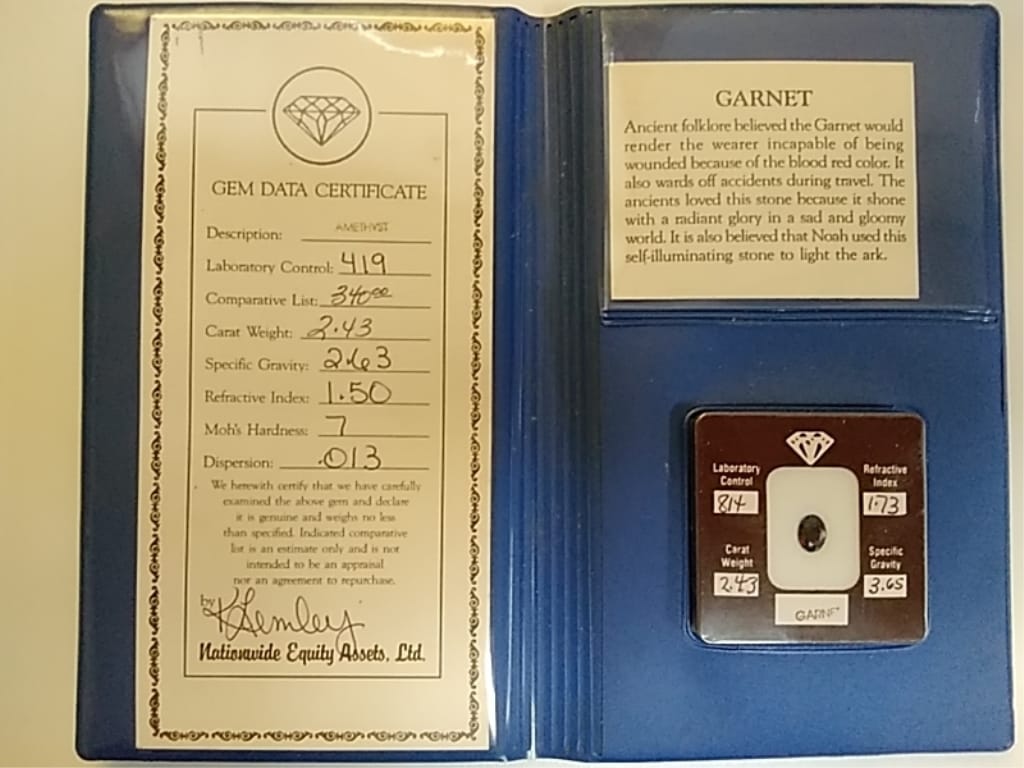 GEM DATA CERTIFICATE
Description: AMETHYST
Laboratory Control: 419
Comparative List: 340.00
Carat Weight: 2.43
Specific Gravity: 2.63
Refractive Index: 1.50
Moh's Hardness: 7
Dispersion: .013
We herewith certify that we have carefully
examined the above gem and declare
it is genuine and weighs no less
than specified. Indicated comparative
list is an estimate only and is not
intended to be an appraisal
nor an agreement to repurchase.
by K Lemley
Nationwide Equity Assets, Ltd.
GARNET
Ancient folklore believed the Garnet would
render the wearer incapable of being
wounded because of the blood red color. It
also wards off accidents during travel. The
ancients loved this stone because it shone
with a radiant glory in a sad and gloomy
world. It is also believed that Noah used this
self-illuminating stone to light the ark.
Laboratory
Control
814
Refractive
Index
1.73
Carat
Weight
2.43
Specific
Gravity
3.65
GARNET